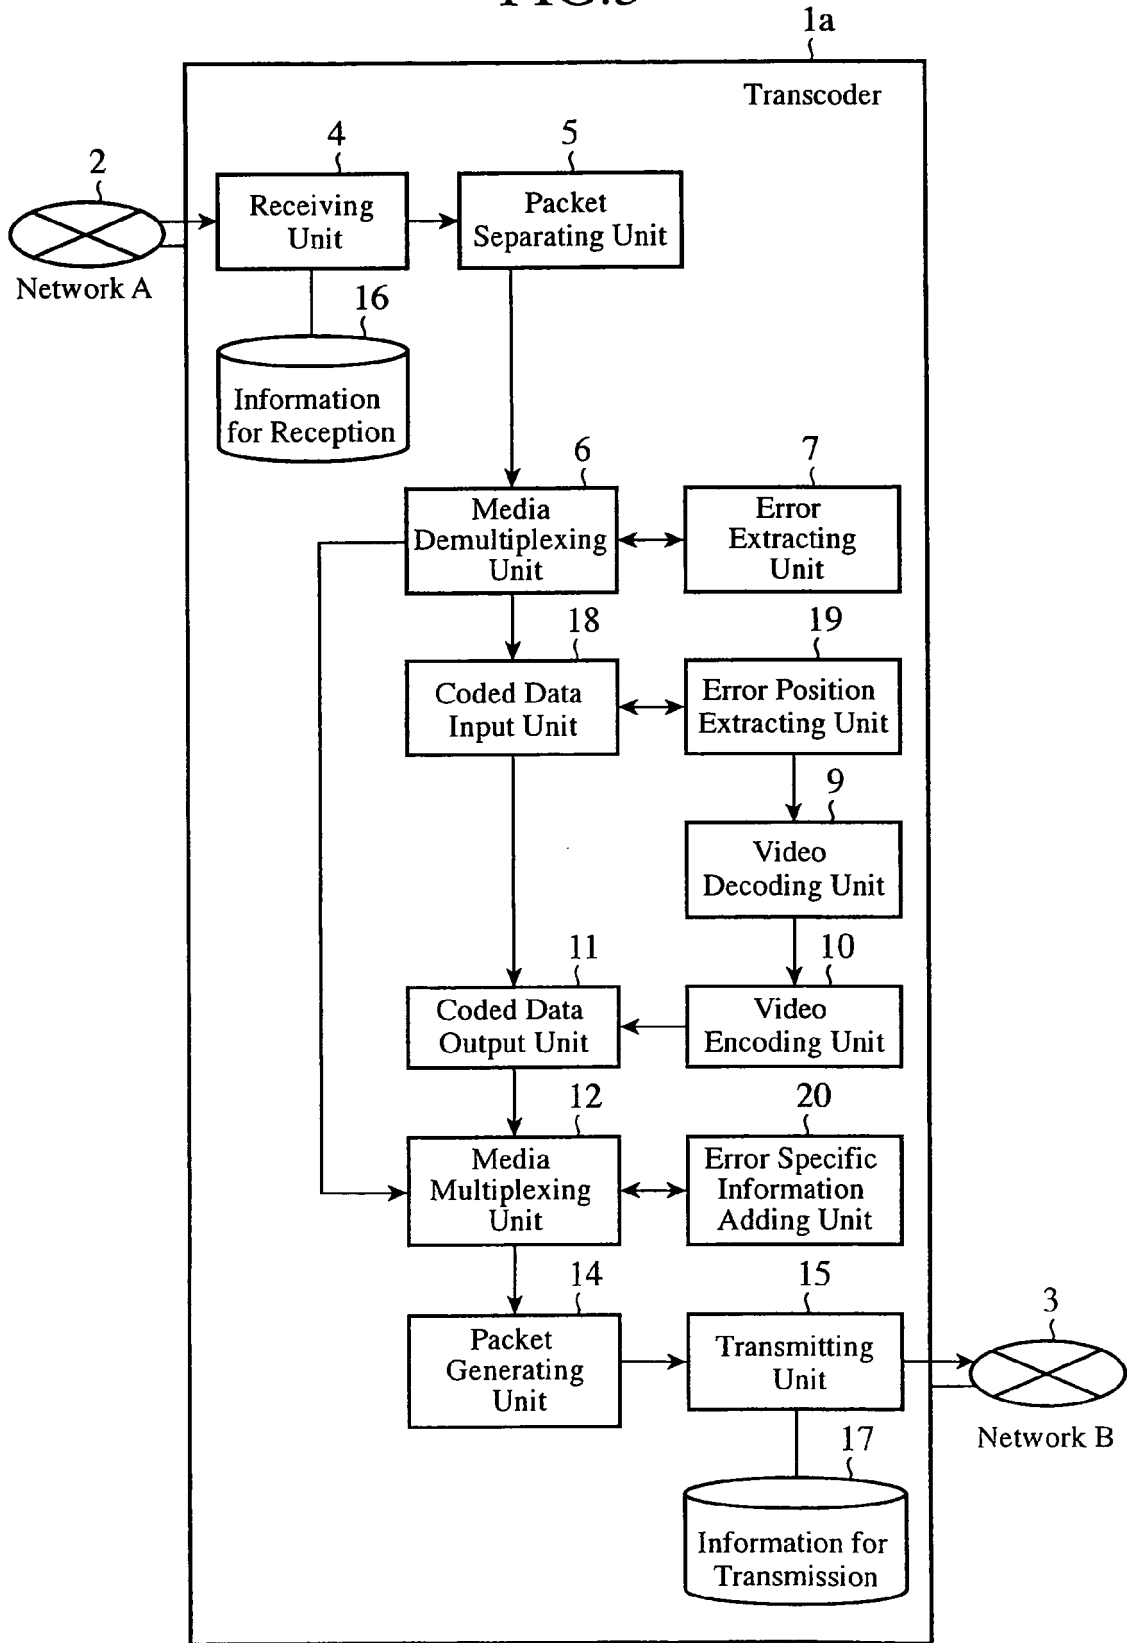 FIG.5
1a
Transcoder
4
5
2
Receiving
Unit
Packet
Separating Unit
Network A
16
Information
for Reception
6
7
Media
Demultiplexing
Unit
Error
Extracting
Unit
18
19
Coded Data
Input Unit
Error Position
Extracting Unit
9
Video
Decoding Unit
11
10
Coded Data
Output Unit
Video
Encoding Unit
12
20
Media
Multiplexing
Unit
Error Specific
Information
Adding Unit
14
15
3
Packet
Generating
Unit
Transmitting
Unit
Network B
17
Information for
Transmission